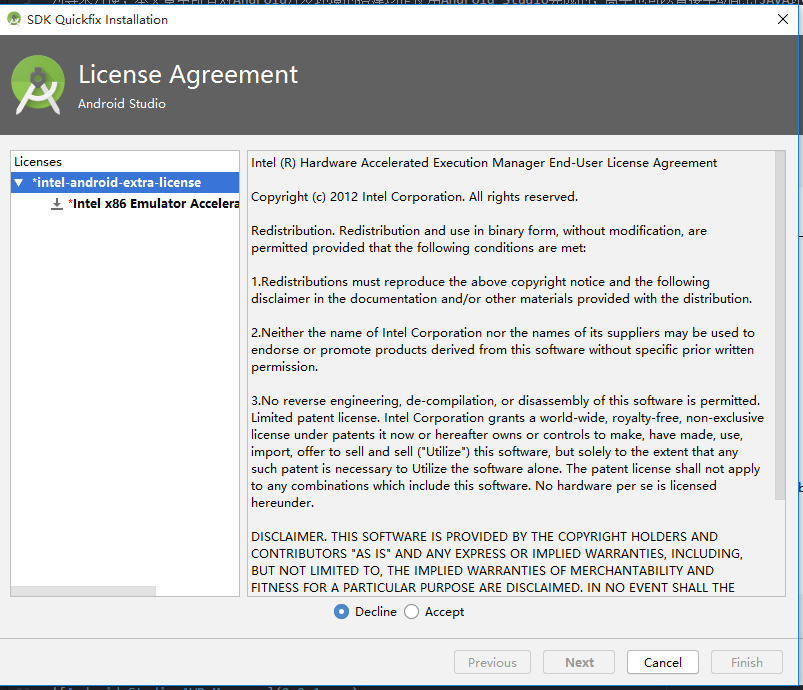 SDK Quickfix Installation
License Agreement
Android Studio
Licenses
*intel-android-extra-license
*Intel x86 Emulator Accelera
Intel (R) Hardware Accelerated Execution Manager End-User License Agreement
Copyright (c) 2012 Intel Corporation. All rights reserved.
Redistribution. Redistribution and use in binary form, without modification, are
permitted provided that the following conditions are met:
1.Redistributions must reproduce the above copyright notice and the following
disclaimer in the documentation and/or other materials provided with the distribution.
2.Neither the name of Intel Corporation nor the names of its suppliers may be used to
endorse or promote products derived from this software without specific prior written
permission.
3.No reverse engineering, de-compilation, or disassembly of this software is permitted.
Limited patent license. Intel Corporation grants a world-wide, royalty-free, non-exclusive
license under patents it now or hereafter owns or controls to make, have made, use,
import, offer to sell and sell ("Utilize") this software, but solely to the extent that any
such patent is necessary to Utilize the software alone. The patent license shall not apply
to any combinations which include this software. No hardware per se is licensed
hereunder.
DISCLAIMER. THIS SOFTWARE IS PROVIDED BY THE COPYRIGHT HOLDERS AND
CONTRIBUTORS "AS IS" AND ANY EXPRESS OR IMPLIED WARRANTIES, INCLUDING,
BUT NOT LIMITED TO, THE IMPLIED WARRANTIES OF MERCHANTABILITY AND
FITNESS FOR A PARTICULAR PURPOSE ARE DISCLAIMED. IN NO EVENT SHALL THE
Decline Accept
Previous Next Cancel Finish